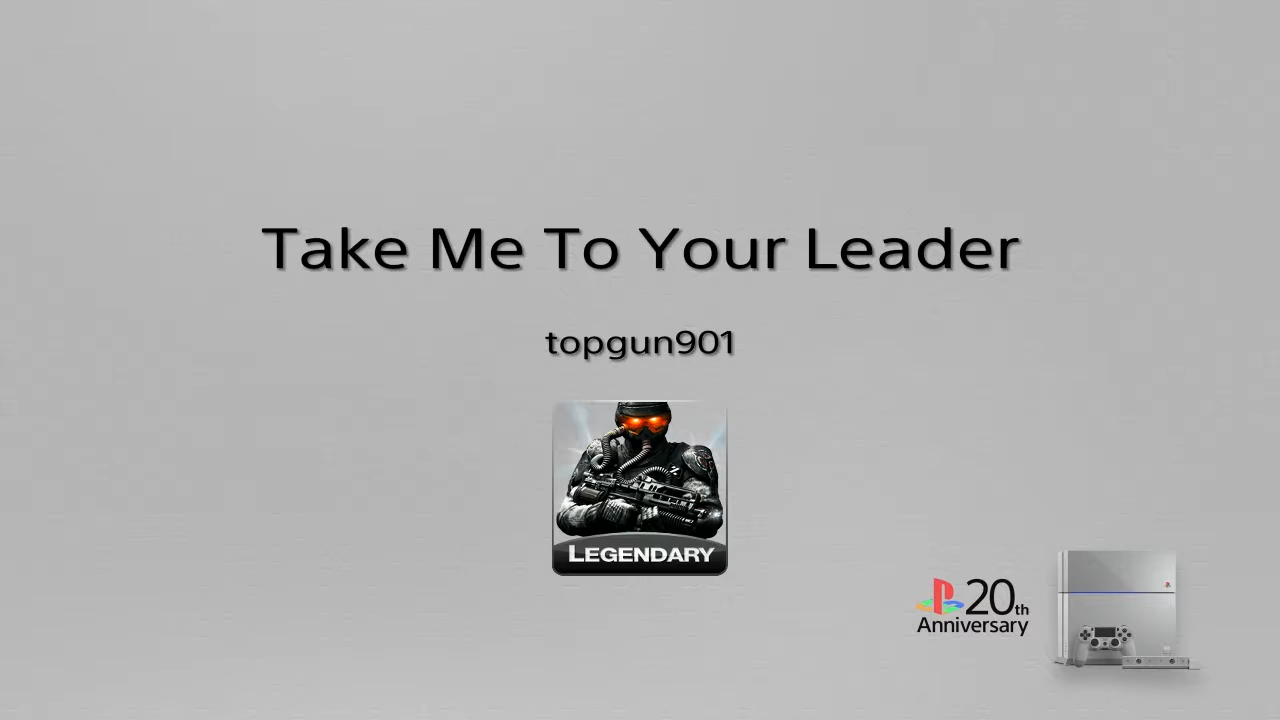 Take Me To Your Leader
topgun901
LEGENDARY
20th
Anniversary